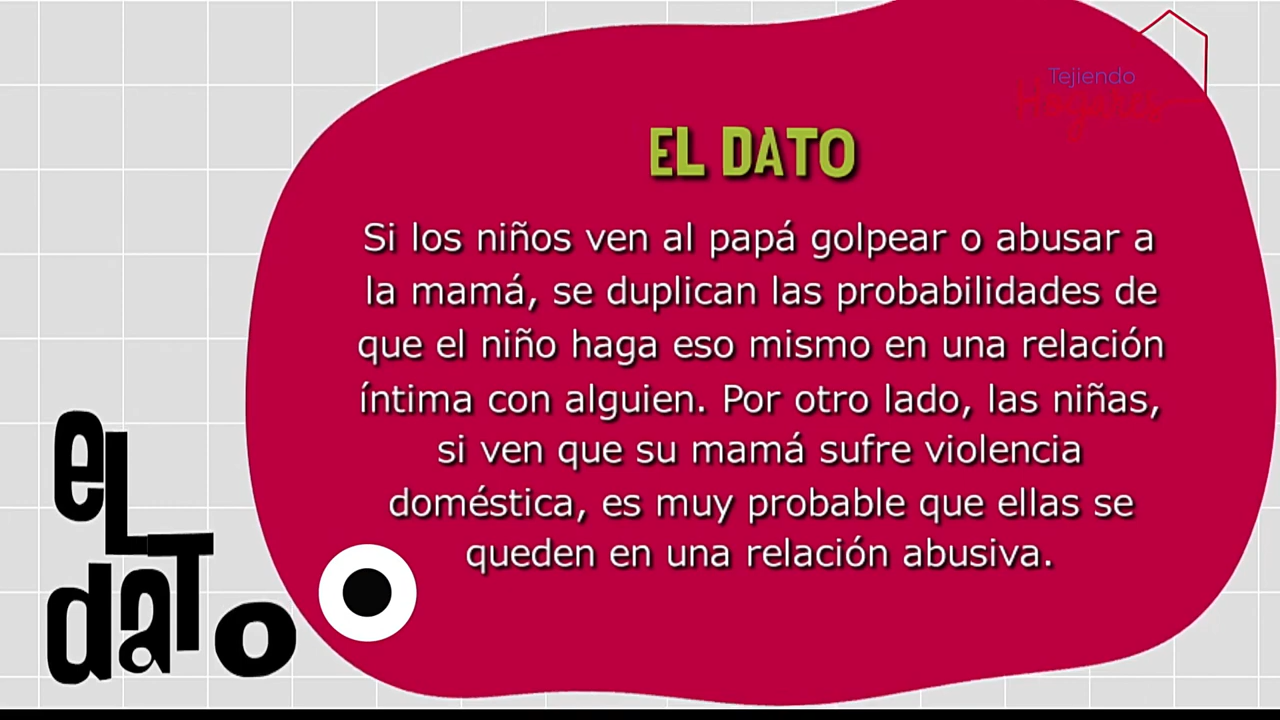 Tejiendo
Hogares
EL DATO
Si los niños ven al papá golpear o abusar a
la mamá, se duplican las probabilidades de
que el niño haga eso mismo en una relación
íntima con alguien. Por otro lado, las niñas,
si ven que su mamá sufre violencia
doméstica, es muy probable que ellas se
queden en una relación abusiva.
eL
daTo